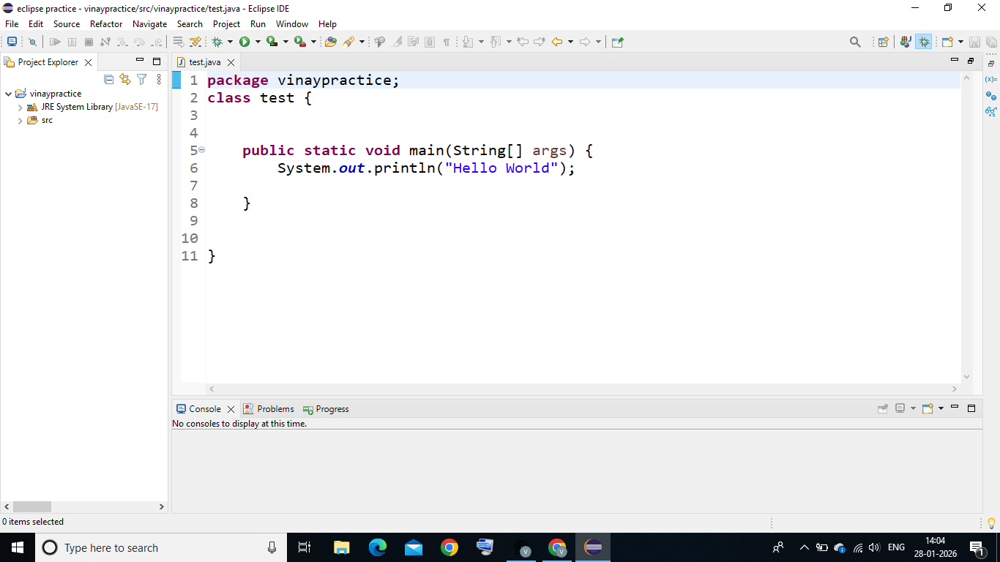 eclipse practice - vinaypractice/src/vinaypractice/test.java - Eclipse IDE
File Edit Source Refactor Navigate Search Project Run Window Help
Project Explorer
test.java
vinaypractice
JRE System Library [JavaSE-17]
src
1 package vinaypractice;
2 class test {
3
4
5 public static void main(String[] args) {
6 System.out.println("Hello World");
7
8 }
9
10
11 }
Console Problems Progress
No consoles to display at this time.
0 items selected
Type here to search
ENG
14:04
28-01-2026
1